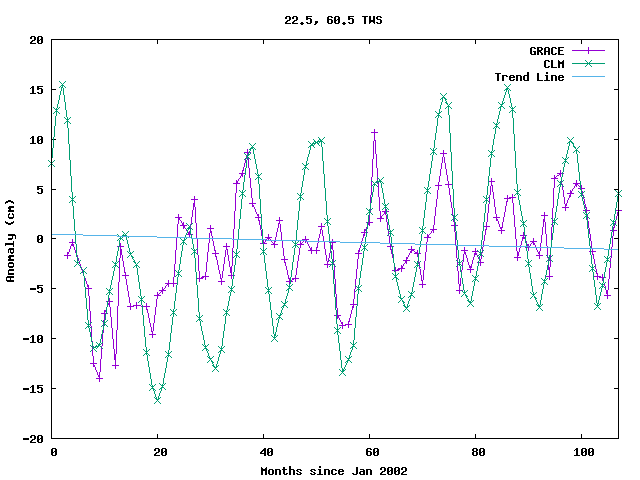 22.5, 60.5 TWS
GRACE
CLM
Trend Line
20
15
10
5
0
-5
-10
-15
-20
Anomaly (cm)
0 20 40 60 80 100
Months since Jan 2002